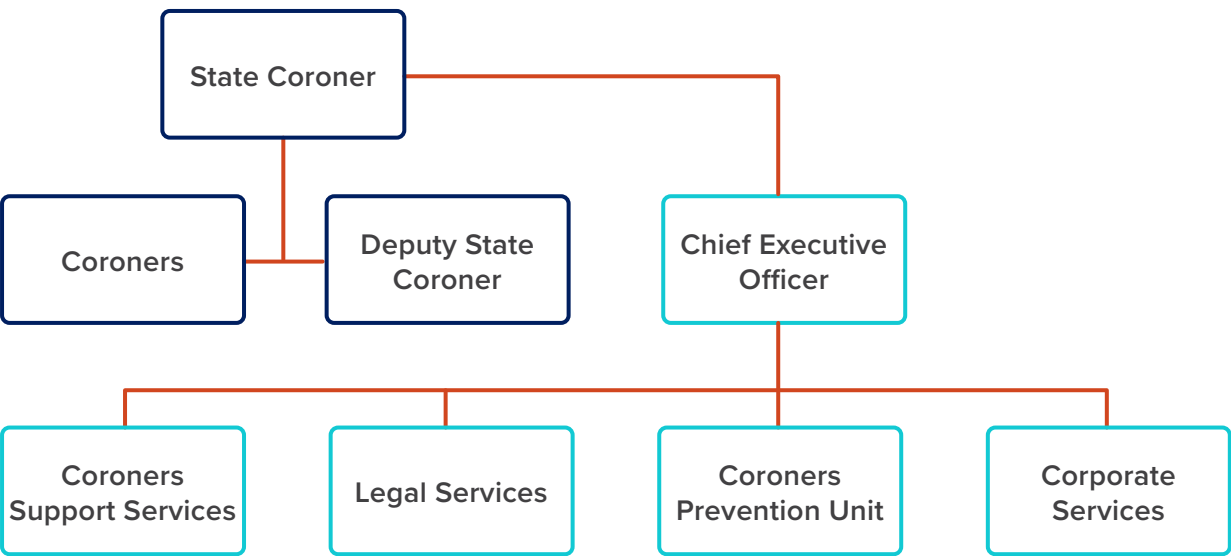 State Coroner
Coroners
Deputy State
Coroner
Chief Executive
Officer
Coroners
Support Services
Legal Services
Coroners
Prevention Unit
Corporate
Services